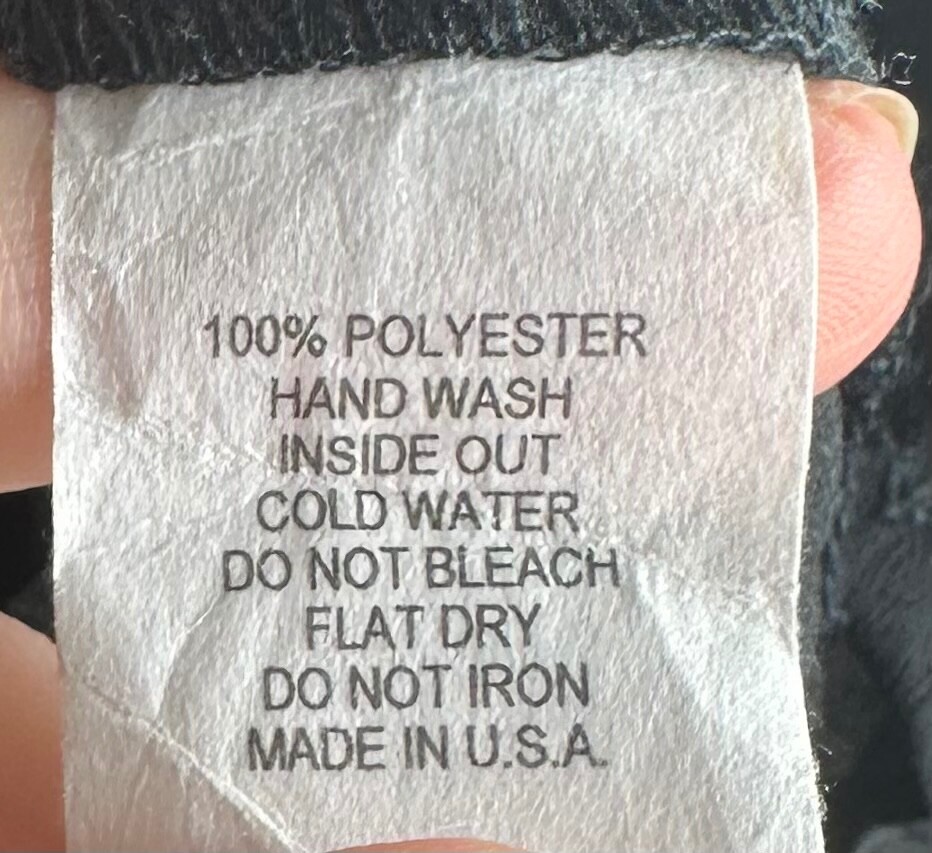 100% POLYESTER
HAND WASH
INSIDE OUT
COLD WATER
DO NOT BLEACH
FLAT DRY
DO NOT IRON
MADE IN U.S.A.